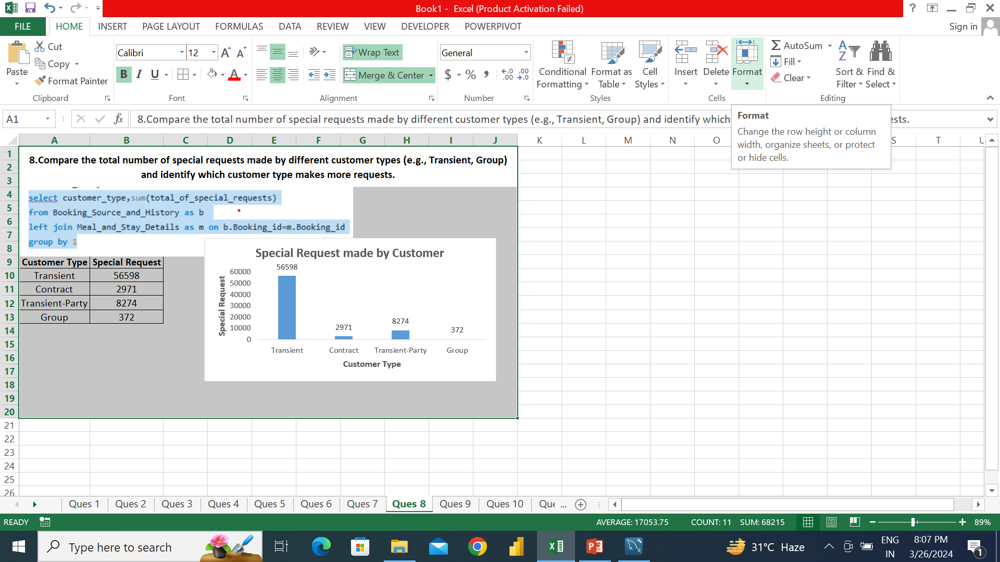 Book1 - Excel (Product Activation Failed)
FILE HOME INSERT PAGE LAYOUT FORMULAS DATA REVIEW VIEW DEVELOPER POWERPIVOT Sign in
Cut
Copy
Format Painter
Paste
Clipboard
Calibri 12
B I U
Font
Wrap Text
Merge & Center
Alignment
General
$ % , .0 .00 .00 .0
Number
Conditional Formatting
Format as Table
Cell Styles
Styles
Insert Delete Format
Cells
AutoSum
Fill
Clear
Sort & Filter
Find & Select
Editing
A1 fx 8.Compare the total number of special requests made by different customer types (e.g., Transient, Group) and identify which
ests.
Format
Change the row height or column
width, organize sheets, or protect
or hide cells.
A B C D E F G H I J K L M N O S T U
1
2
3
4
5
6
7
8
9
10
11
12
13
14
15
16
17
18
19
20
21
22
23
24
25
26
8.Compare the total number of special requests made by different customer types (e.g., Transient, Group)
and identify which customer type makes more requests.
select customer_type,sum(total_of_special_requests)
from Booking_Source_and_History as b
left join Meal_and_Stay_Details as m on b.Booking_id=m.Booking_id
group by 1
Customer Type Special Request
Transient 56598
Contract 2971
Transient-Party 8274
Group 372
Special Request made by Customer
Special Request
60000
50000
40000
30000
20000
10000
0
56598
2971
8274
372
Transient Contract Transient-Party Group
Customer Type
Ques 1 Ques 2 Ques 3 Ques 4 Ques 5 Ques 6 Ques 7 Ques 8 Ques 9 Ques 10 Que ...
READY AVERAGE: 17053.75 COUNT: 11 SUM: 68215 89%
Type here to search
31°C Haze
ENG
IN
8:07 PM
3/26/2024
1